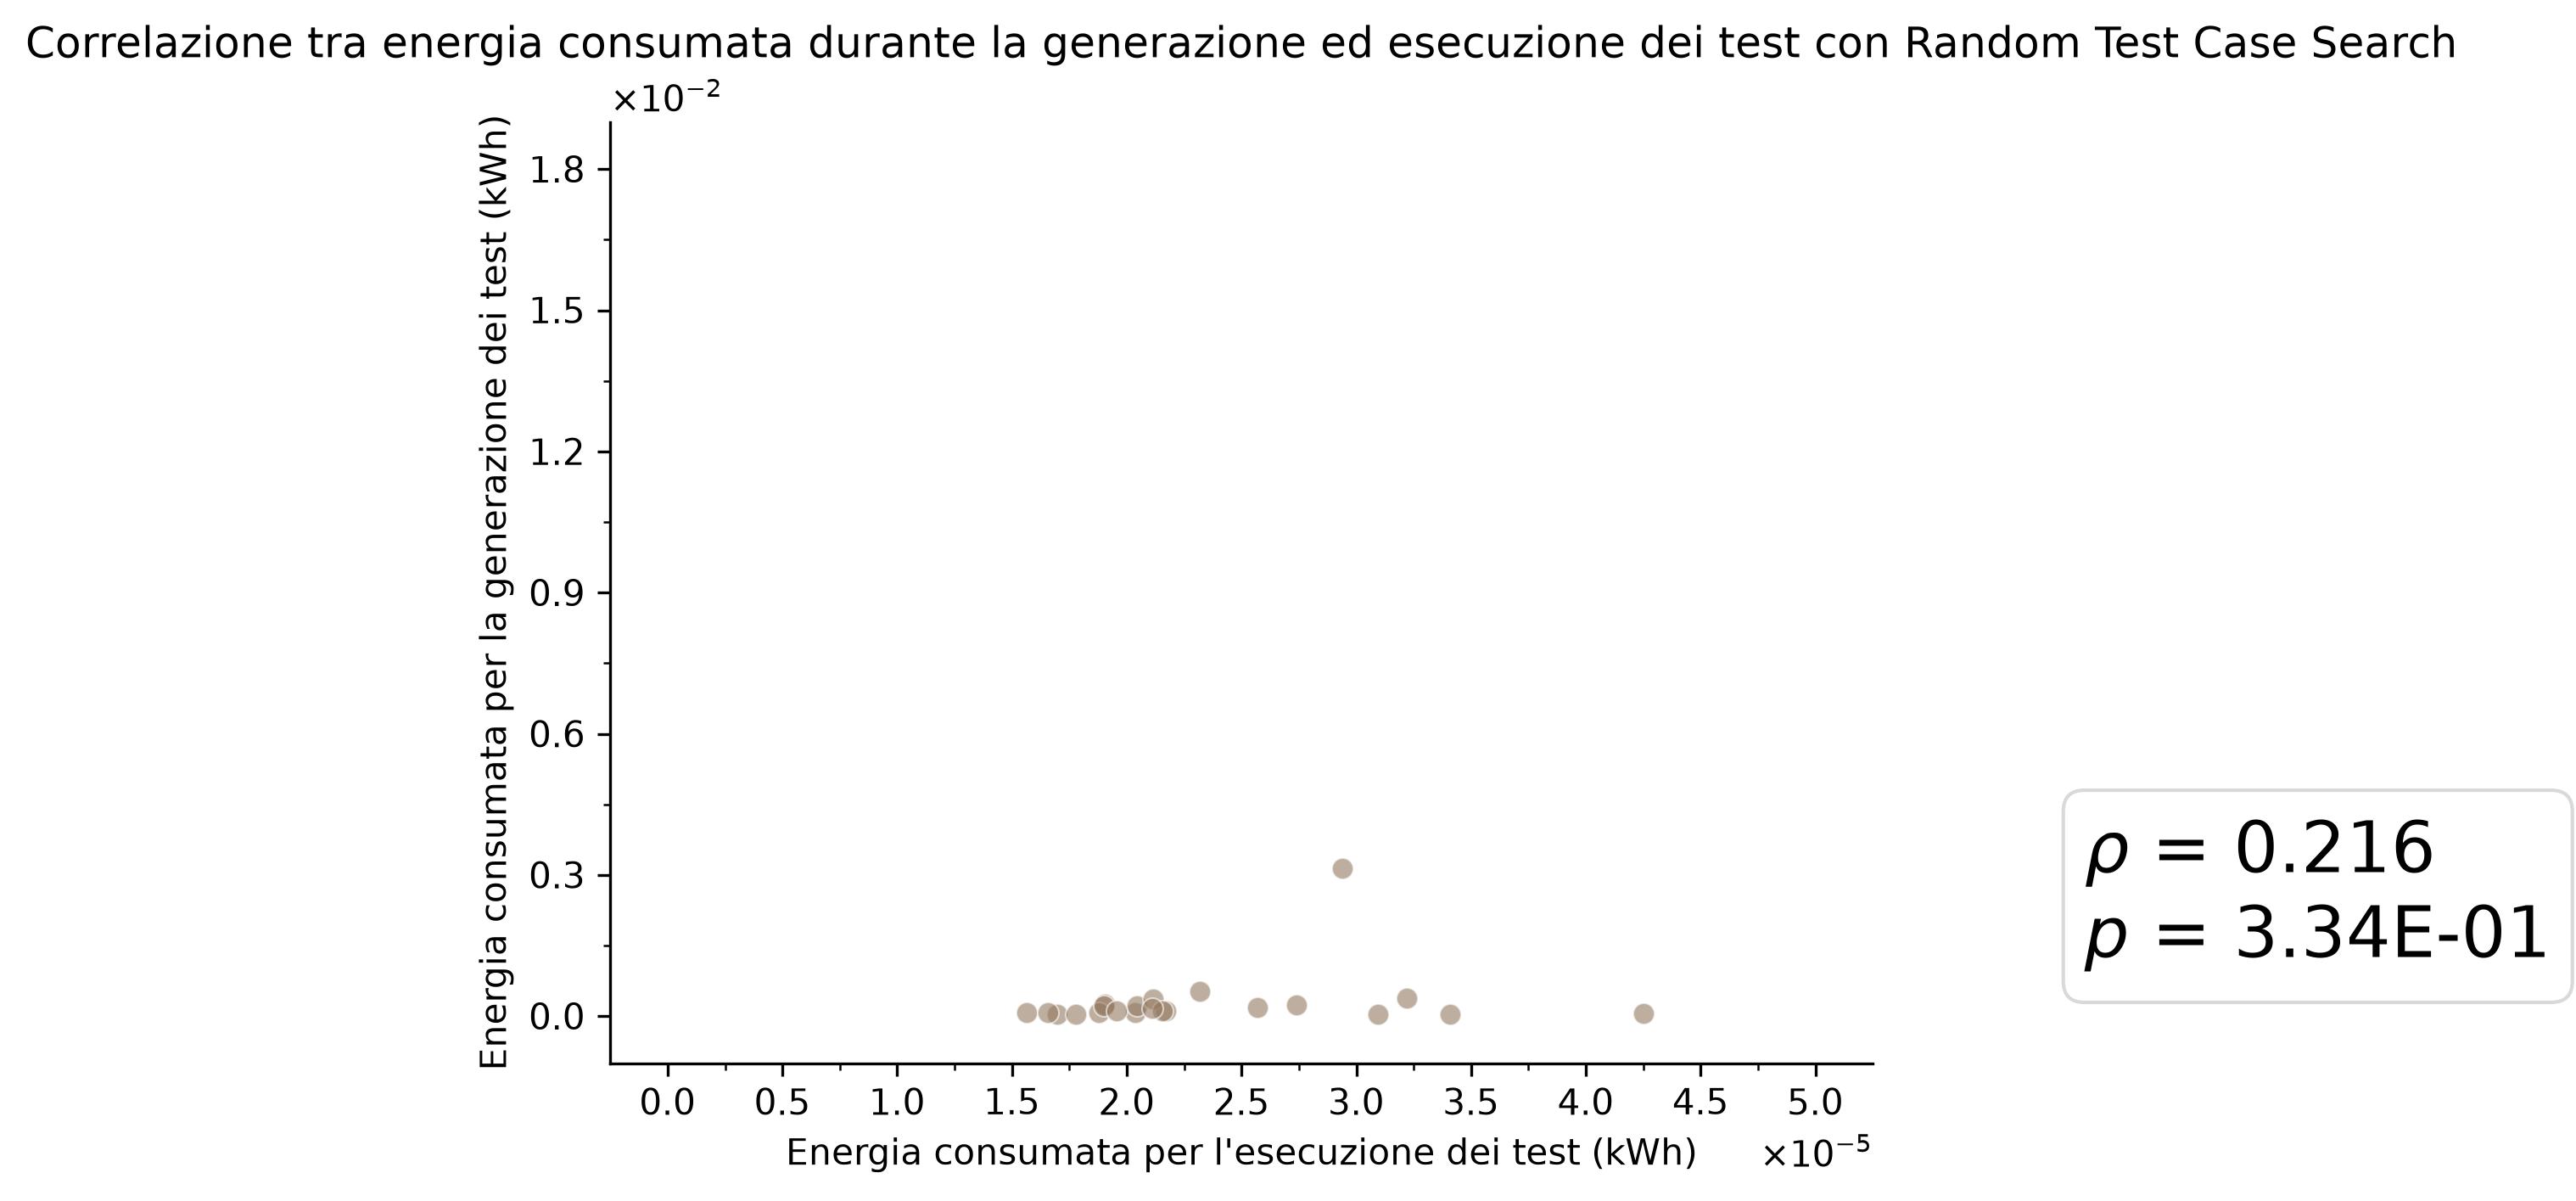 Correlazione tra energia consumata durante la generazione ed esecuzione dei test con Random Test Case Search
×10⁻²
Energia consumata per la generazione dei test (kWh)
1.8
1.5
1.2
0.9
0.6
0.3
0.0
0.0 0.5 1.0 1.5 2.0 2.5 3.0 3.5 4.0 4.5 5.0
Energia consumata per l'esecuzione dei test (kWh)
×10⁻⁵
ρ = 0.216
p = 3.34E-01